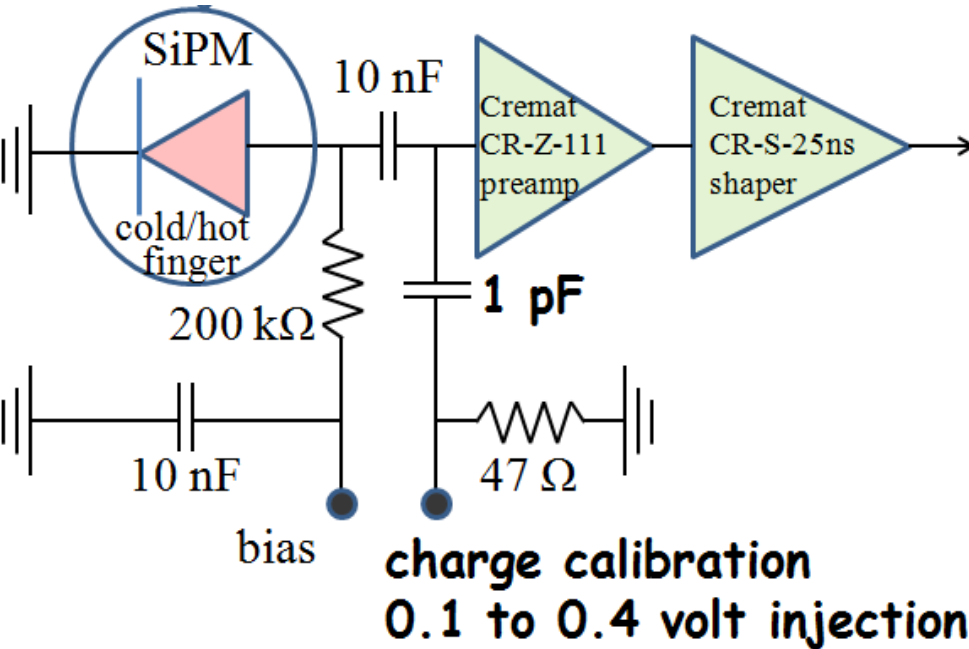 SiPM
10 nF
Cremat
CR-Z-111
preamp
Cremat
CR-S-25ns
shaper
cold/hot
finger
200 kΩ
1 pF
10 nF
47 Ω
bias
charge calibration
0.1 to 0.4 volt injection